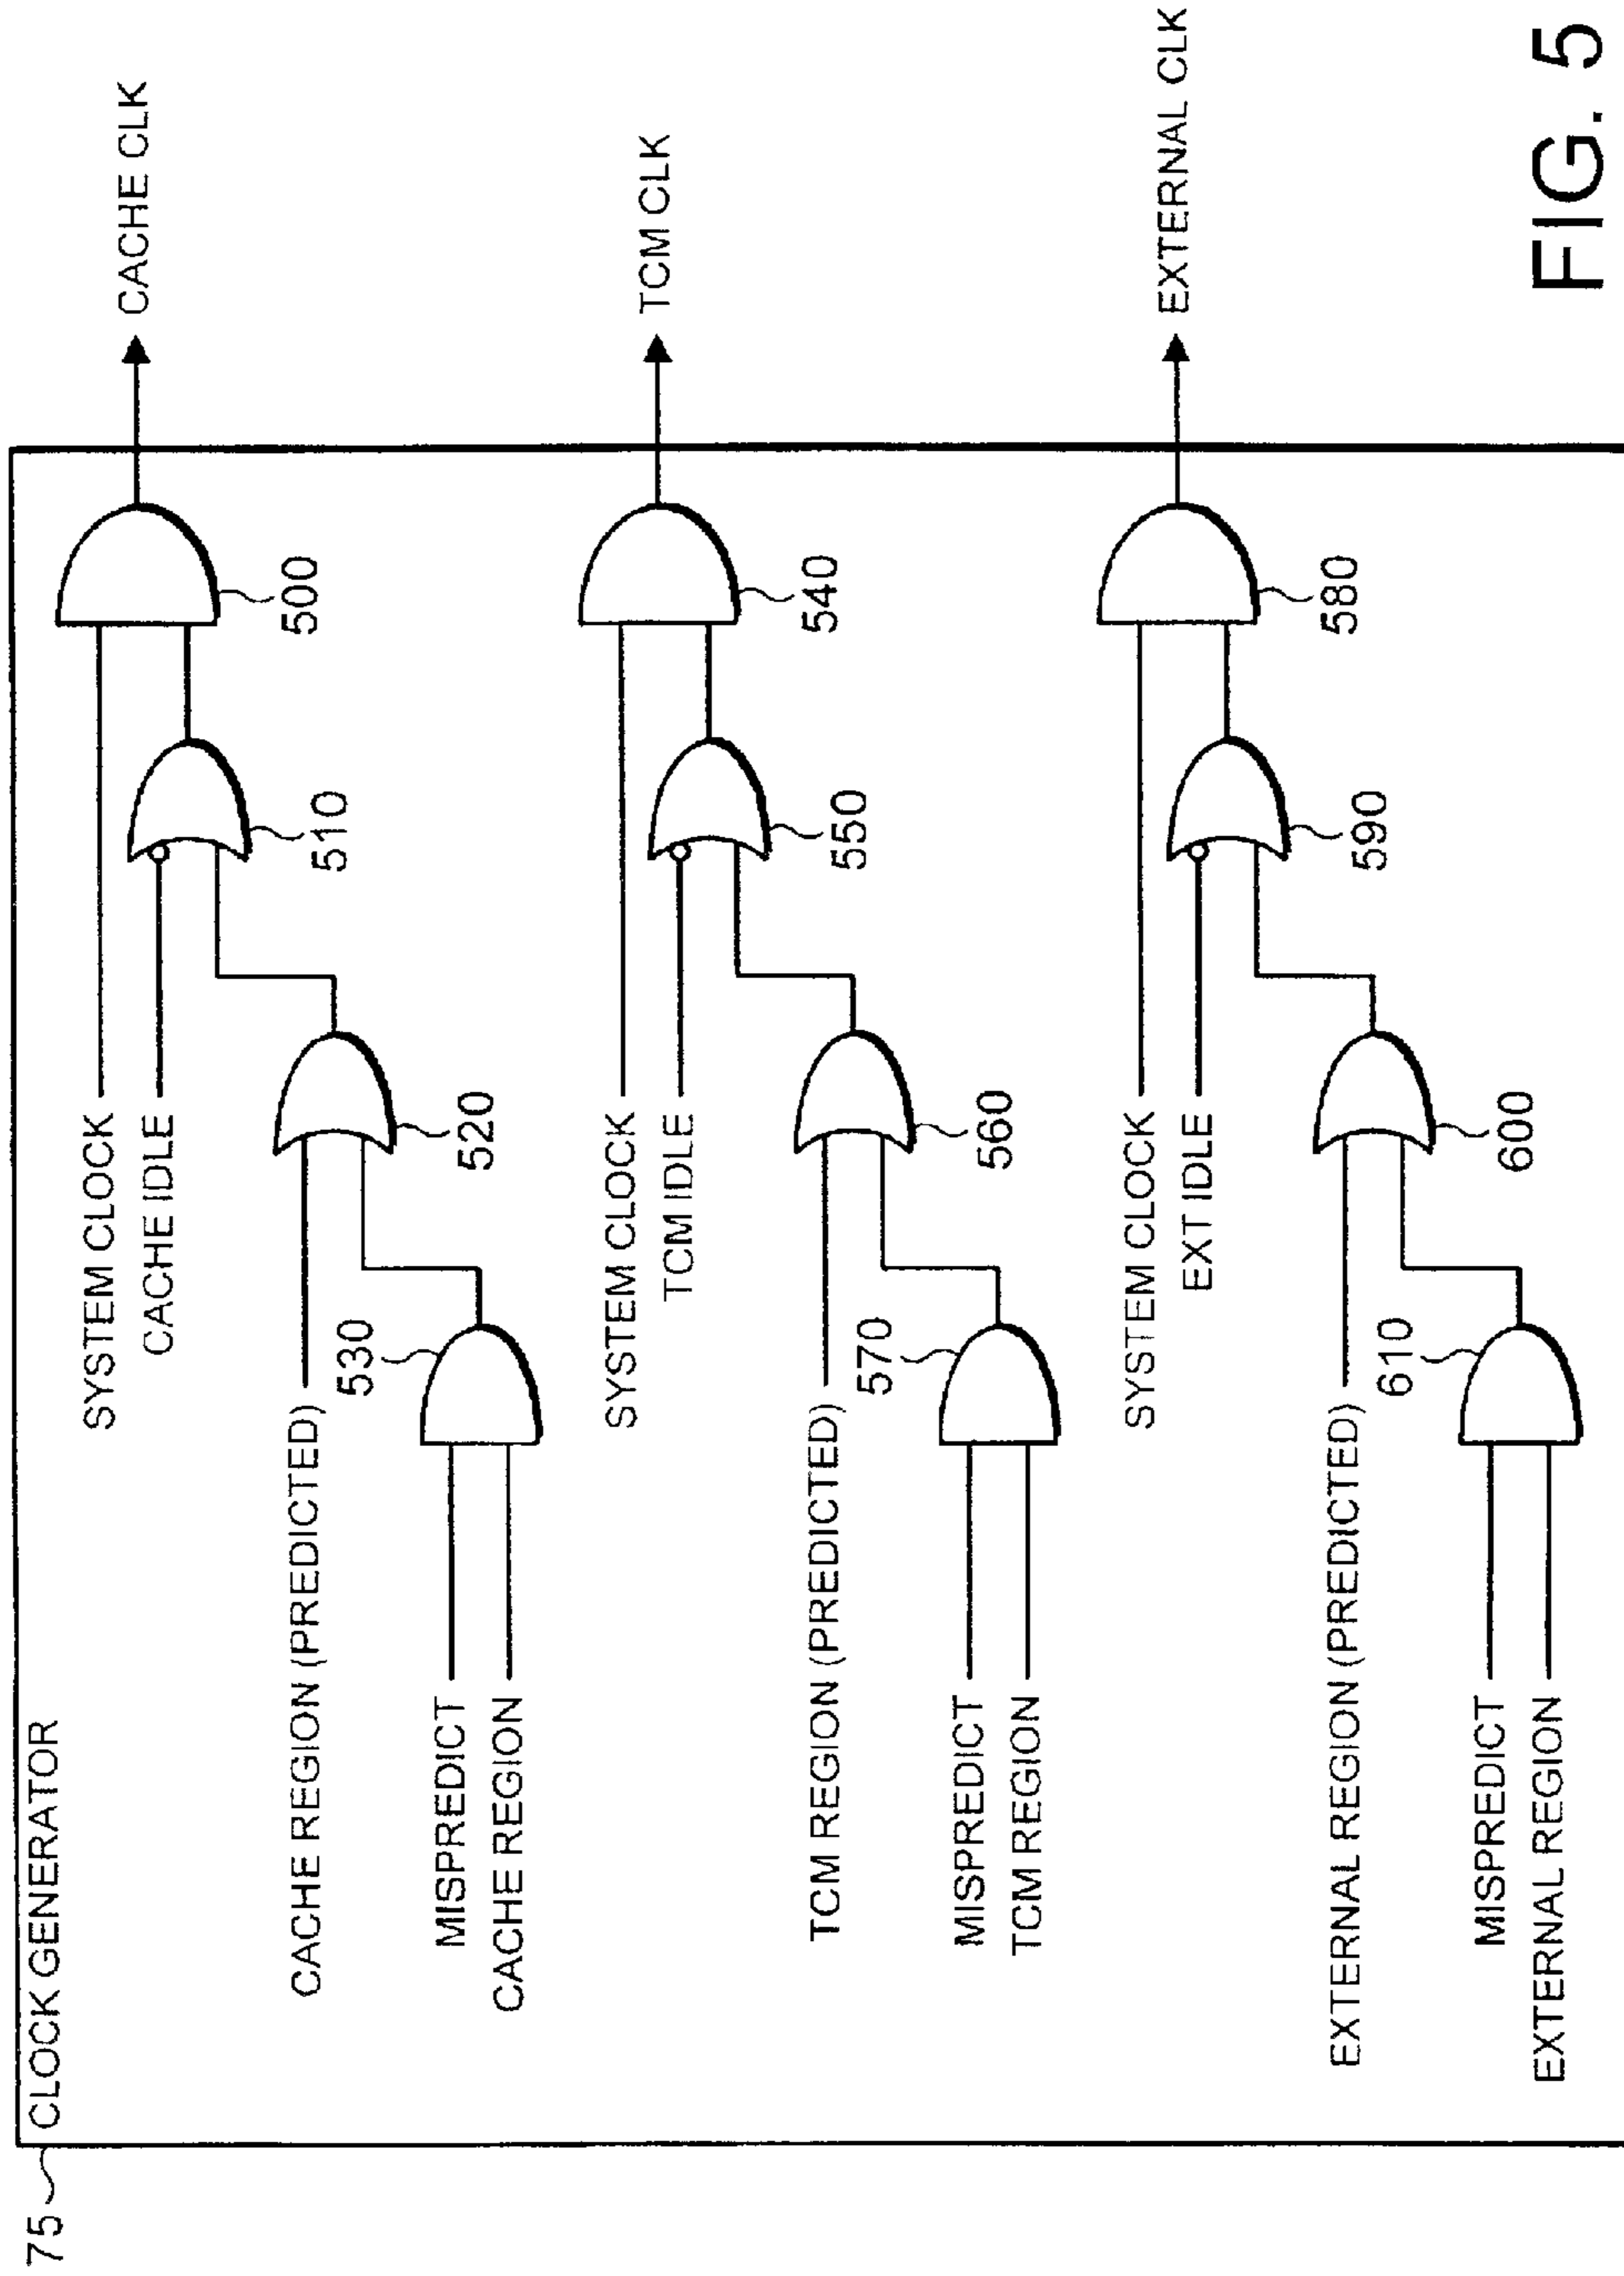 75
CLOCK GENERATOR
SYSTEM CLOCK
CACHE IDLE
CACHE REGION (PREDICTED)
MISPREDICT
CACHE REGION
530
520
510
500
CACHE CLK
SYSTEM CLOCK
TCM IDLE
TCM REGION (PREDICTED)
MISPREDICT
TCM REGION
570
560
550
540
TCM CLK
SYSTEM CLOCK
EXT IDLE
EXTERNAL REGION (PREDICTED)
MISPREDICT
EXTERNAL REGION
610
600
590
580
EXTERNAL CLK
FIG. 5